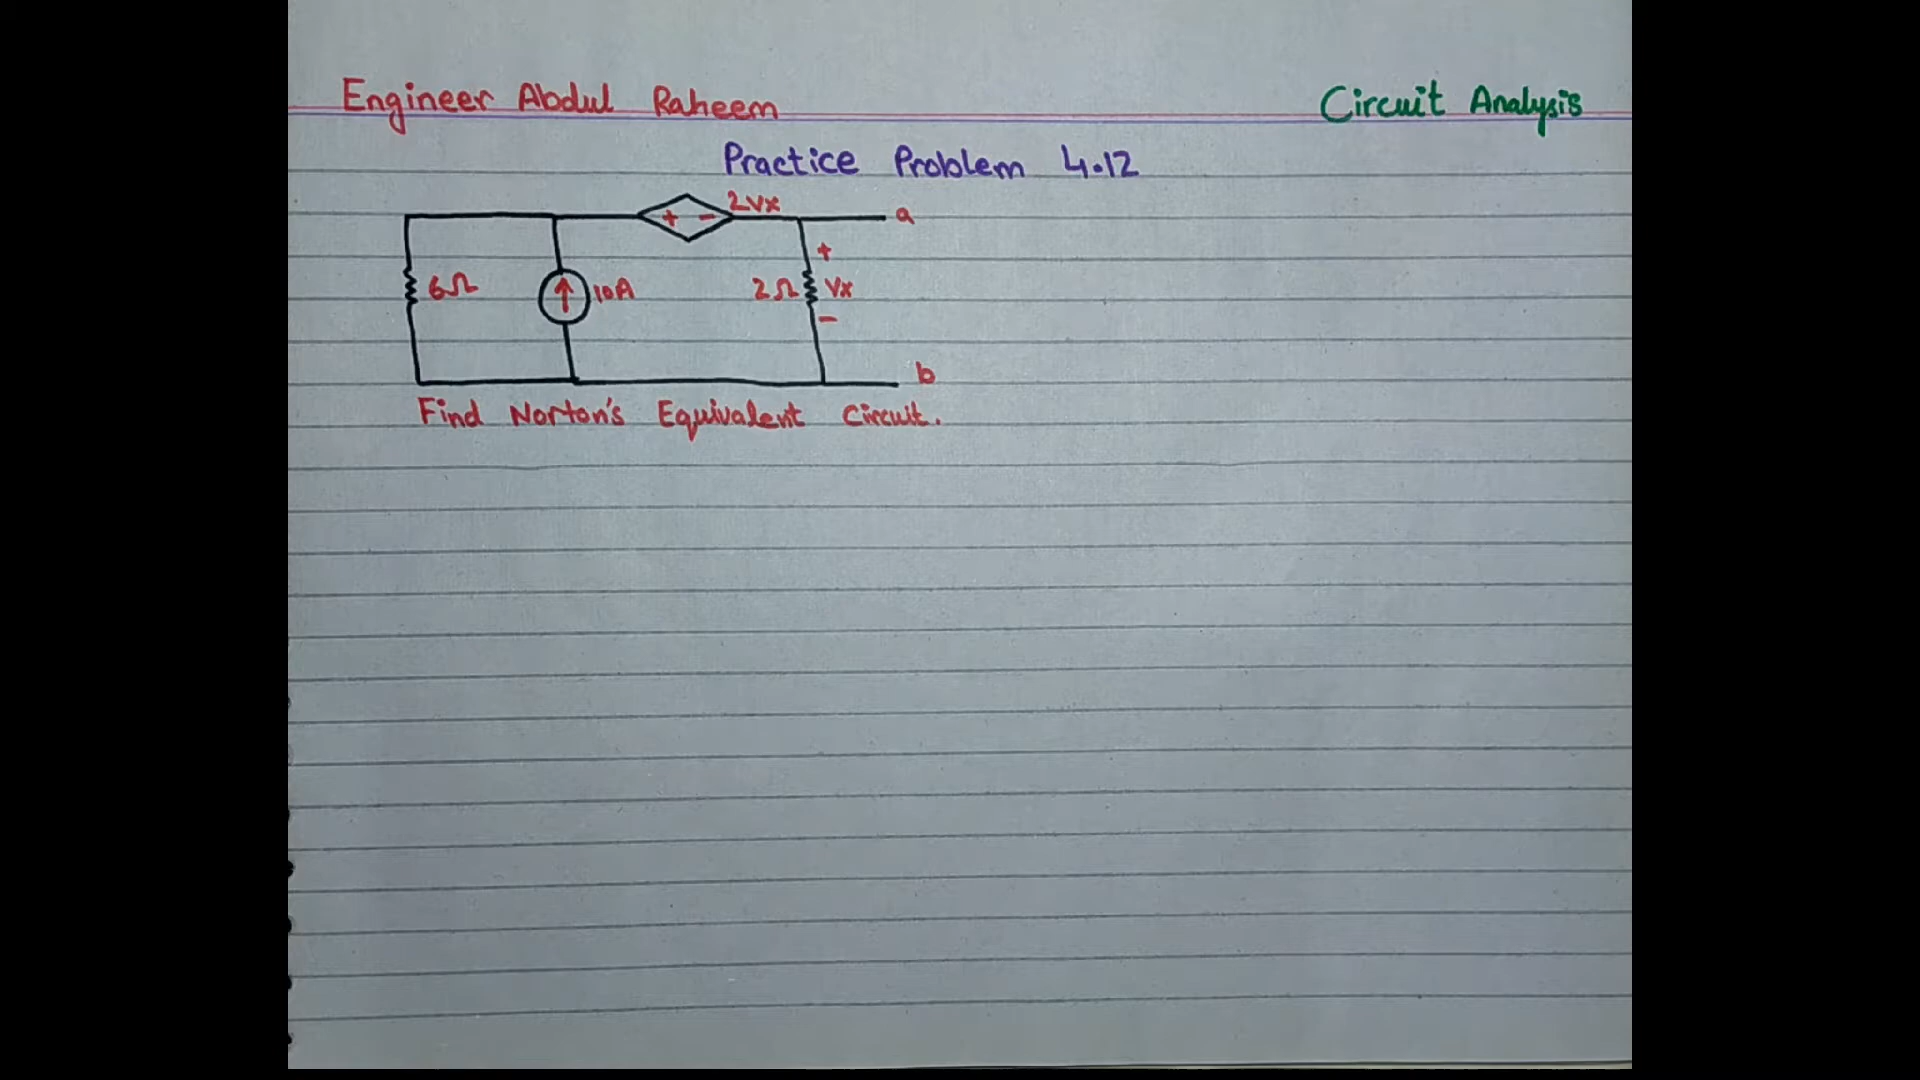 Engineer Abdul Raheem
Circuit Analysis
Practice Problem 4.12
2Vx
+ -
a
6Ω
10A
2Ω
+
Vx
-
b
Find Norton's Equivalent Circuit.